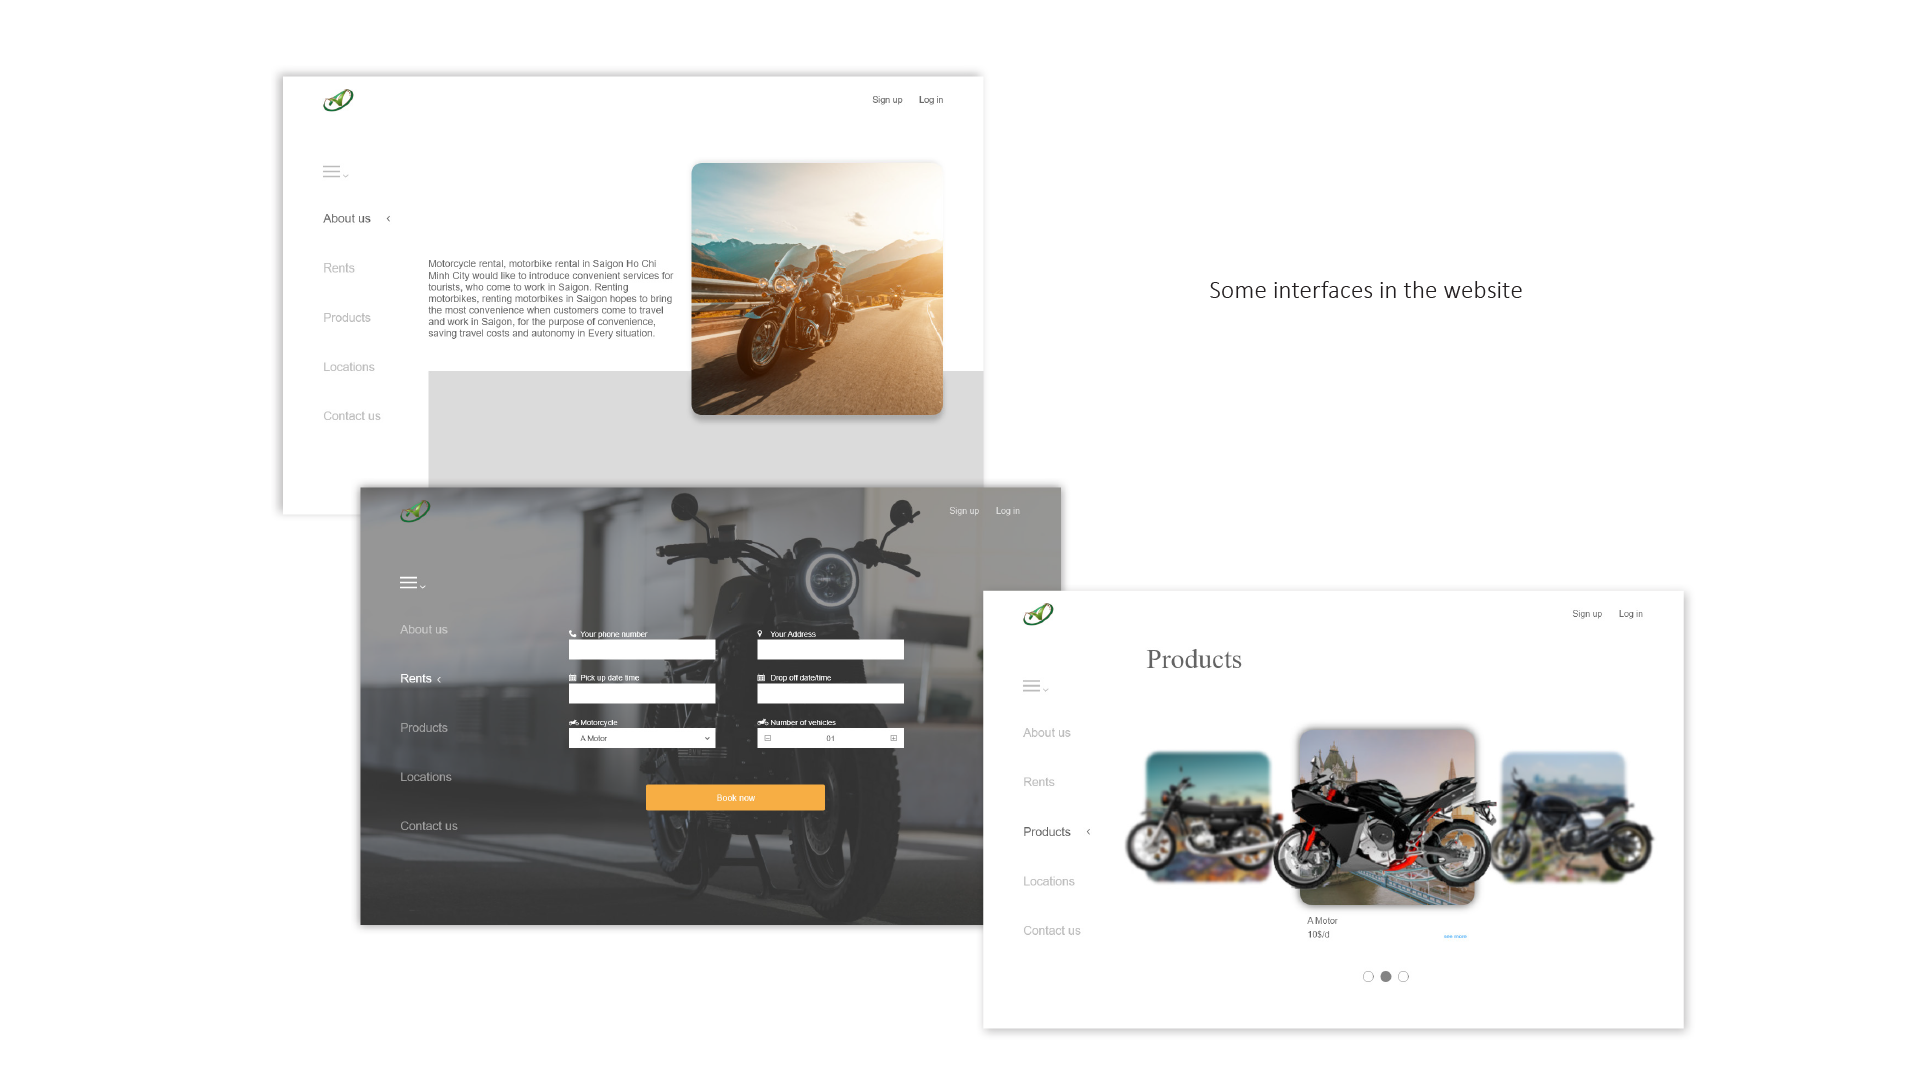 Sign up Log in
About us
Rents
Products
Locations
Contact us
Motorcycle rental, motorbike rental in Saigon Ho Chi
Minh City would like to introduce convenient services for
tourists, who come to work in Saigon. Renting
motorbikes, renting motorbikes in Saigon hopes to bring
the most convenience when customers come to travel
and work in Saigon, for the purpose of convenience,
saving travel costs and autonomy in Every situation.
Some interfaces in the website
Sign up Log in
About us
Rents
Products
Locations
Contact us
Your phone number
Your Address
Pick up date time
Drop off date/time
Motorcycle
Number of vehicles
A Motor
01
Book now
Sign up Log in
Products
About us
Rents
Products
Locations
Contact us
A Motor
10$/d
see more